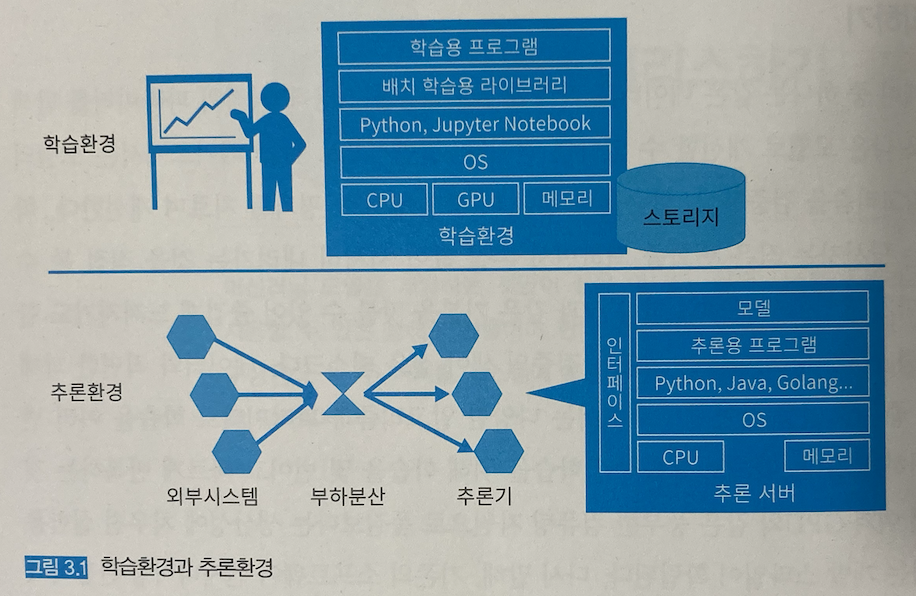 학습환경
학습용 프로그램
배치 학습용 라이브러리
Python, Jupyter Notebook
OS
CPU GPU 메모리
학습환경
스토리지
추론환경
외부시스템 부하분산 추론기
인터페이스
모델
추론용 프로그램
Python, Java, Golang...
OS
CPU 메모리
추론 서버
그림 3.1 학습환경과 추론환경